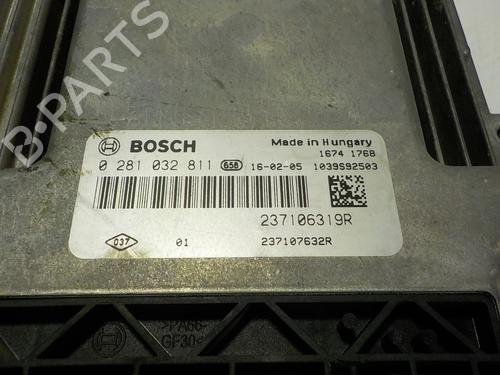 B-PARTS
BOSCH
Made in Hungary
1674 1768
0 281 032 811 658 16-02-05 1039S92503
237106319R
037 01 237107632R
>PA66-
GF30<